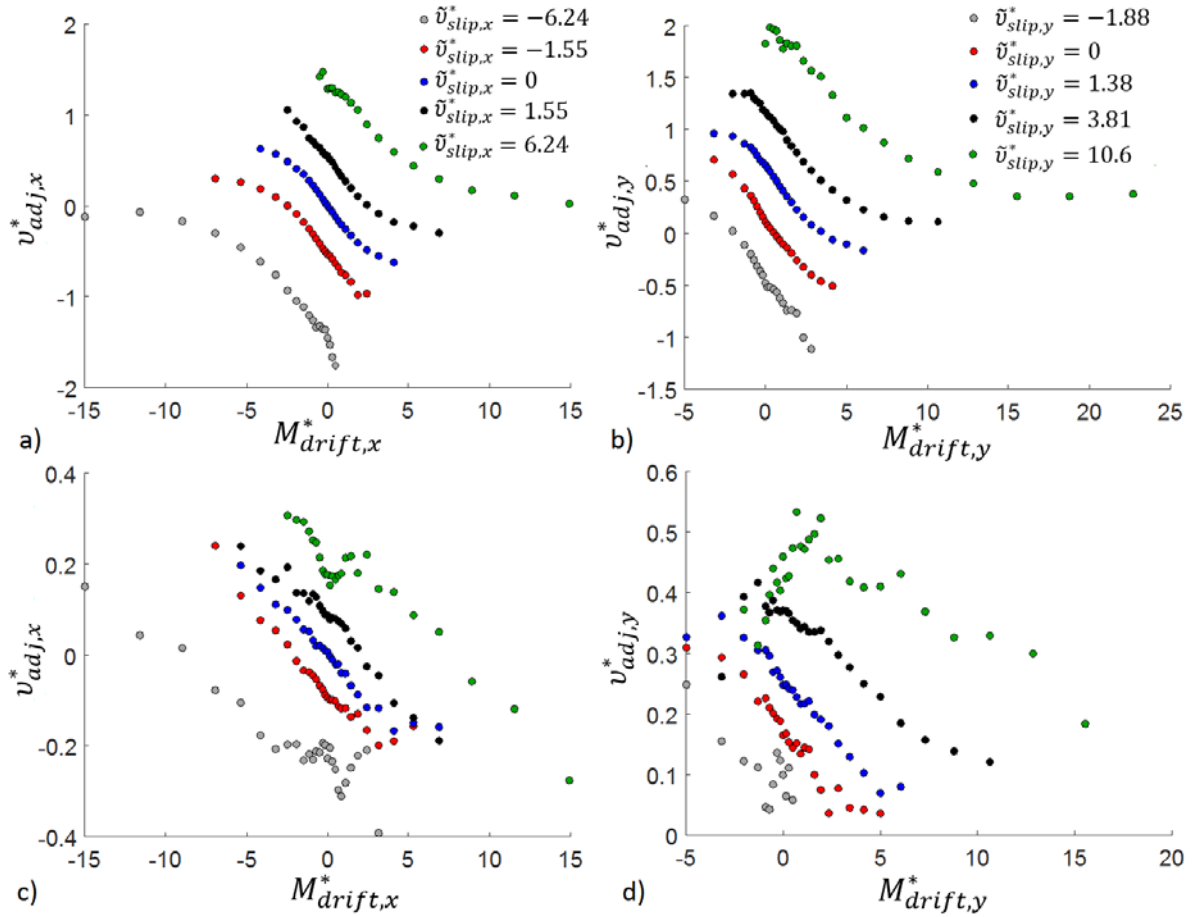 ṽ*slip,x = −6.24
ṽ*slip,x = −1.55
ṽ*slip,x = 0
ṽ*slip,x = 1.55
ṽ*slip,x = 6.24
2
1
0
-1
-2
υ*adj,x
-15 -10 -5 0 5 10 15
a) M*drift,x
ṽ*slip,y = −1.88
ṽ*slip,y = 0
ṽ*slip,y = 1.38
ṽ*slip,y = 3.81
ṽ*slip,y = 10.6
2
1.5
1
0.5
0
-0.5
-1
-1.5
υ*adj,y
-5 0 5 10 15 20 25
b) M*drift,y
0.4
0.2
0
-0.2
-0.4
υ*adj,x
-15 -10 -5 0 5 10 15
c) M*drift,x
0.6
0.5
0.4
0.3
0.2
0.1
0
υ*adj,y
-5 0 5 10 15 20
d) M*drift,y